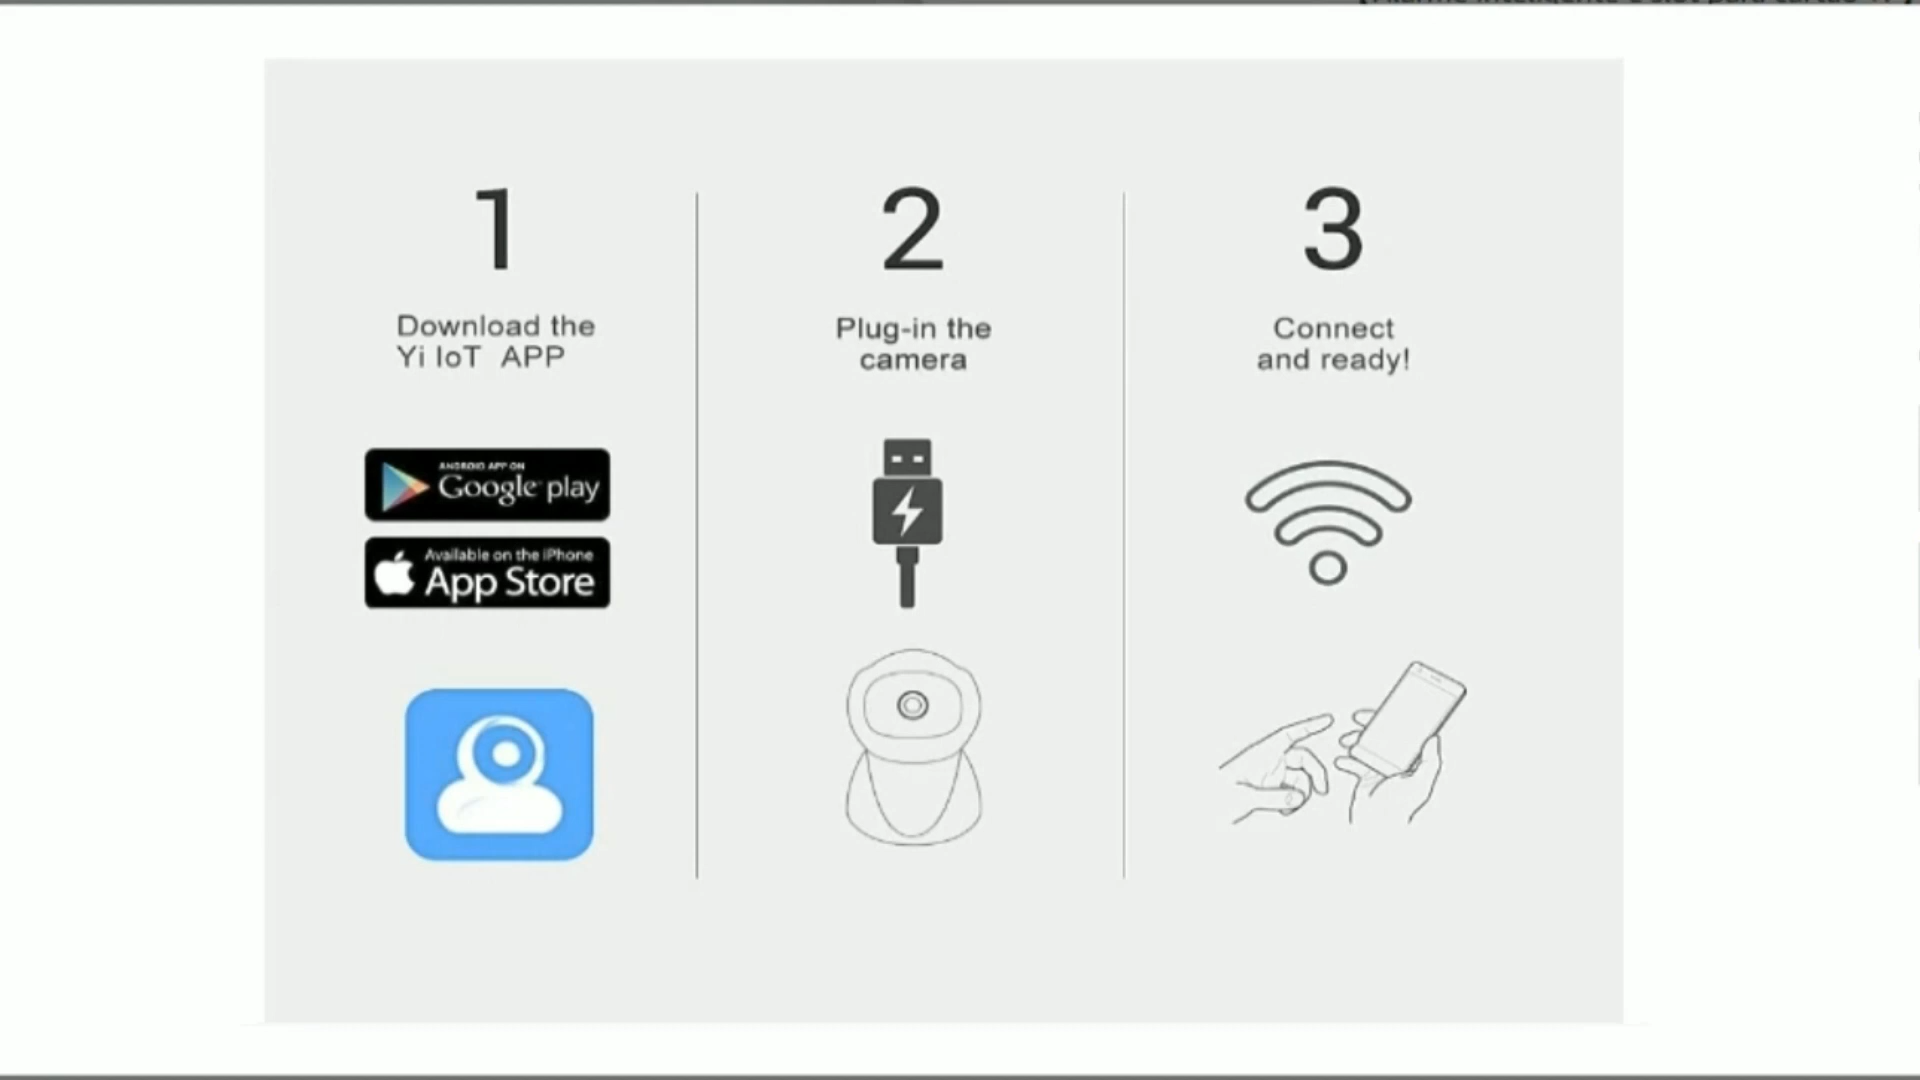 1
Download the
Yi IoT APP
ANDROID APP ON
Google play
Available on the iPhone
App Store
2
Plug-in the
camera
3
Connect
and ready!